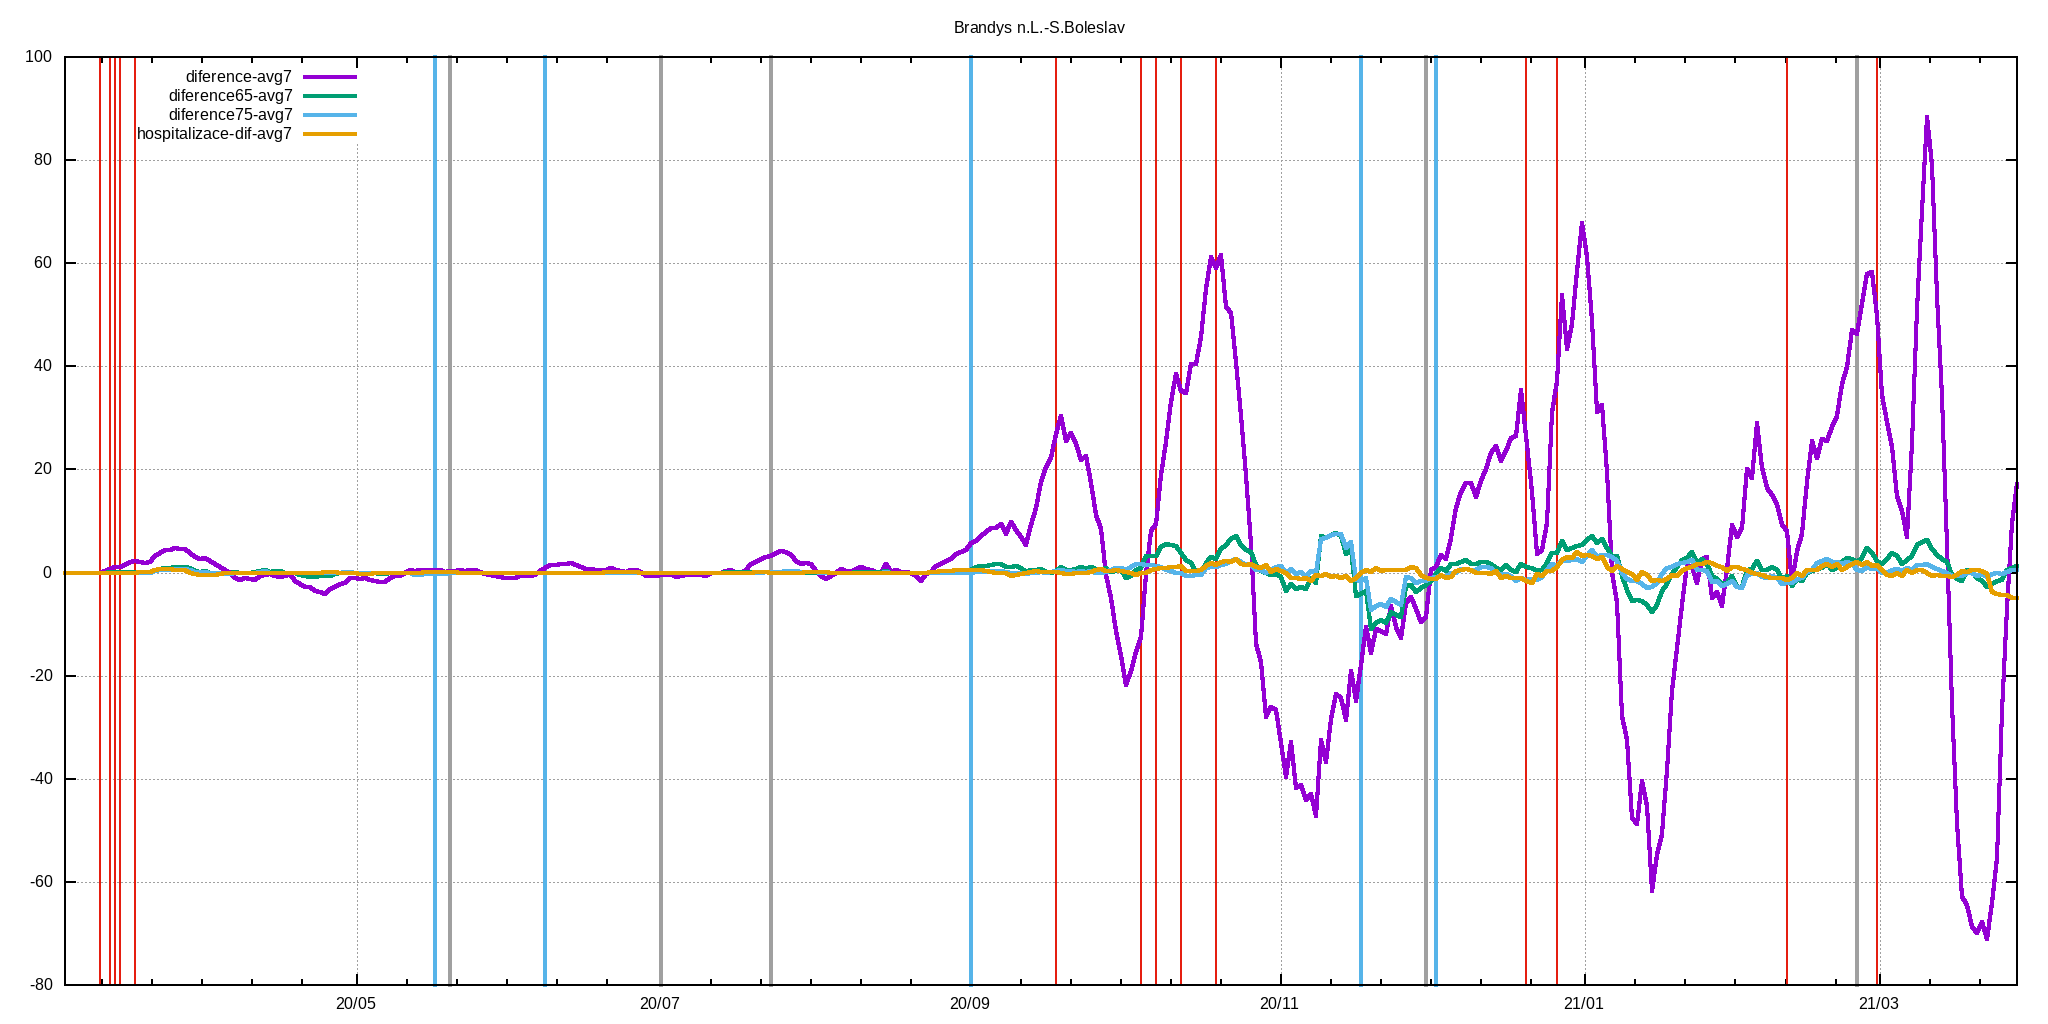 Brandys n.L.-S.Boleslav
100
80
60
40
20
0
-20
-40
-60
-80
diference-avg7
diference65-avg7
diference75-avg7
hospitalizace-dif-avg7
20/05 20/07 20/09 20/11 21/01 21/03